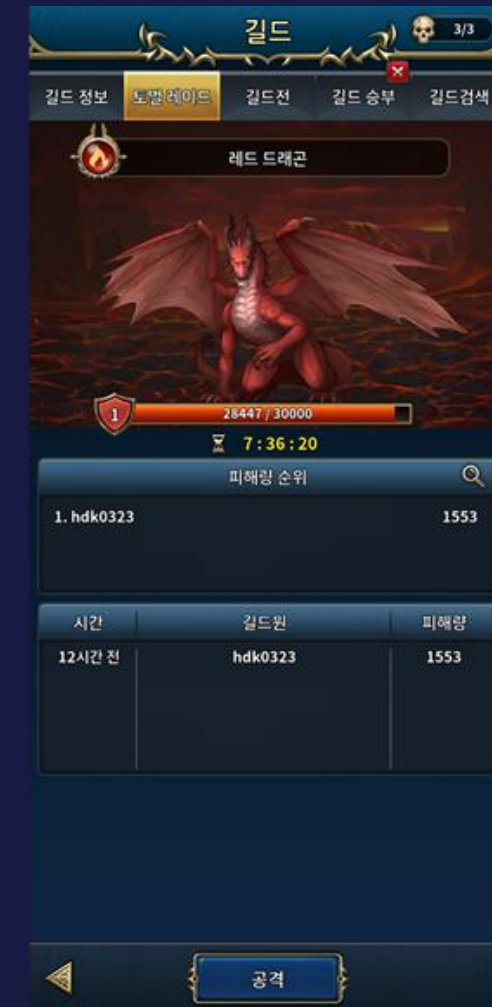 길드
3/3
길드 정보 토벌 레이드 길드전 길드 승부 길드검색
레드 드래곤
1
28447 / 30000
7:36:20
피해량 순위
1. hdk0323 1553
시간 길드원 피해량
12시간 전 hdk0323 1553
공격